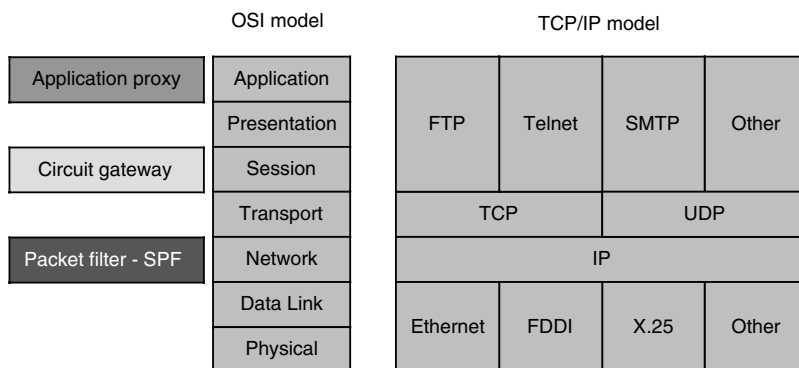 OSI model
TCP/IP model
Application proxy
Application
Presentation
FTP
Telnet
SMTP
Other
Circuit gateway
Session
Transport
TCP
UDP
Packet filter - SPF
Network
IP
Data Link
Ethernet
FDDI
X.25
Other
Physical